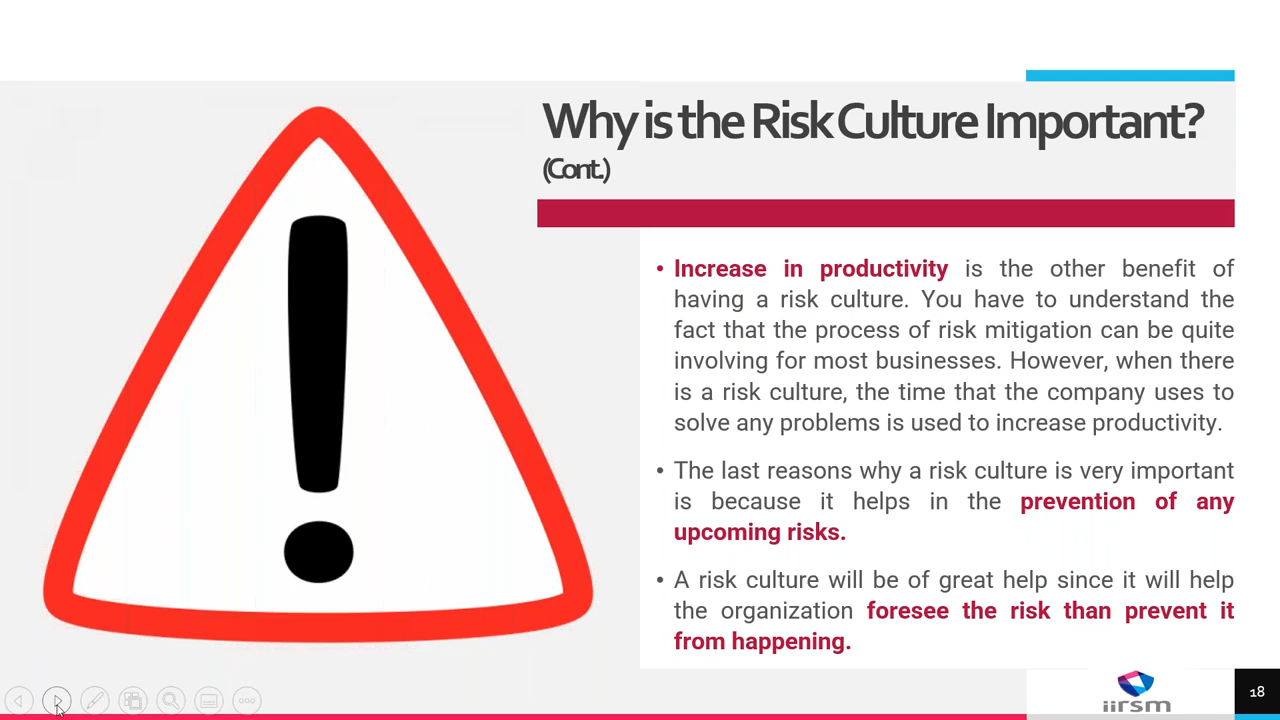 Why is the Risk Culture Important?
(Cont.)
• Increase in productivity is the other benefit of
having a risk culture. You have to understand the
fact that the process of risk mitigation can be quite
involving for most businesses. However, when there
is a risk culture, the time that the company uses to
solve any problems is used to increase productivity.
• The last reasons why a risk culture is very important
is because it helps in the prevention of any
upcoming risks.
• A risk culture will be of great help since it will help
the organization foresee the risk than prevent it
from happening.
iirsm
18